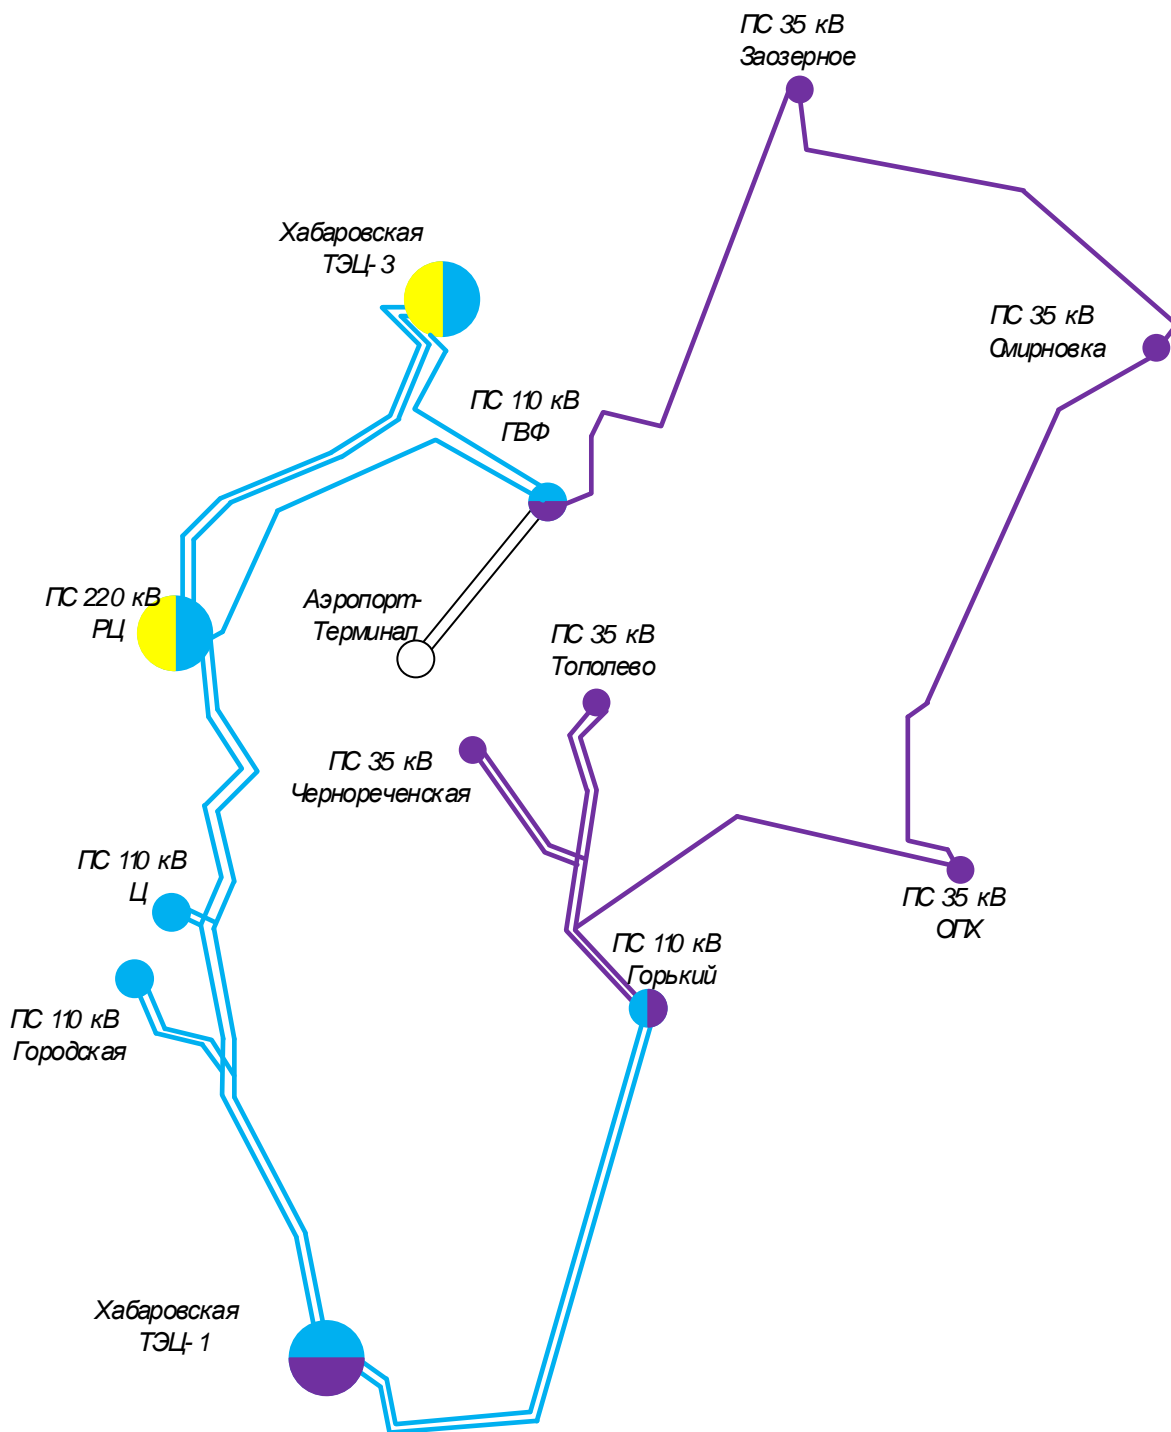 ПС 35 кВ
Заозерное
Хабаровская
ТЭЦ-3
ПС 35 кВ
Смирновка
ПС 110 кВ
ГВФ
ПС 220 кВ
РЦ
Аэропорт-
Терминал
ПС 35 кВ
Тополево
ПС 35 кВ
Чернореченская
ПС 110 кВ
Ц
ПС 35 кВ
ОПХ
ПС 110 кВ
Горький
ПС 110 кВ
Городская
Хабаровская
ТЭЦ-1